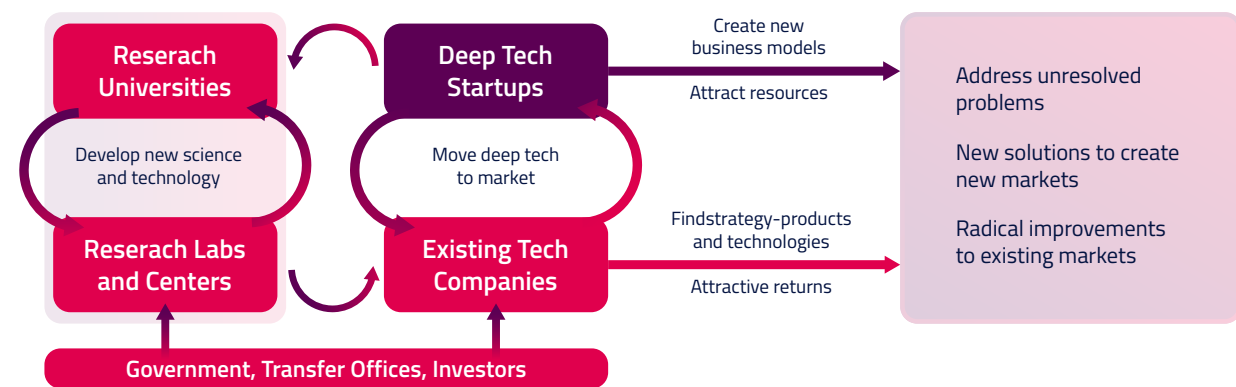 Reserach
Universities
Develop new science
and technology
Reserach Labs
and Centers
Deep Tech
Startups
Move deep tech
to market
Existing Tech
Companies
Government, Transfer Offices, Investors
Create new
business models
Attract resources
Findstrategy-products
and technologies
Attractive returns
Address unresolved
problems
New solutions to create
new markets
Radical improvements
to existing markets